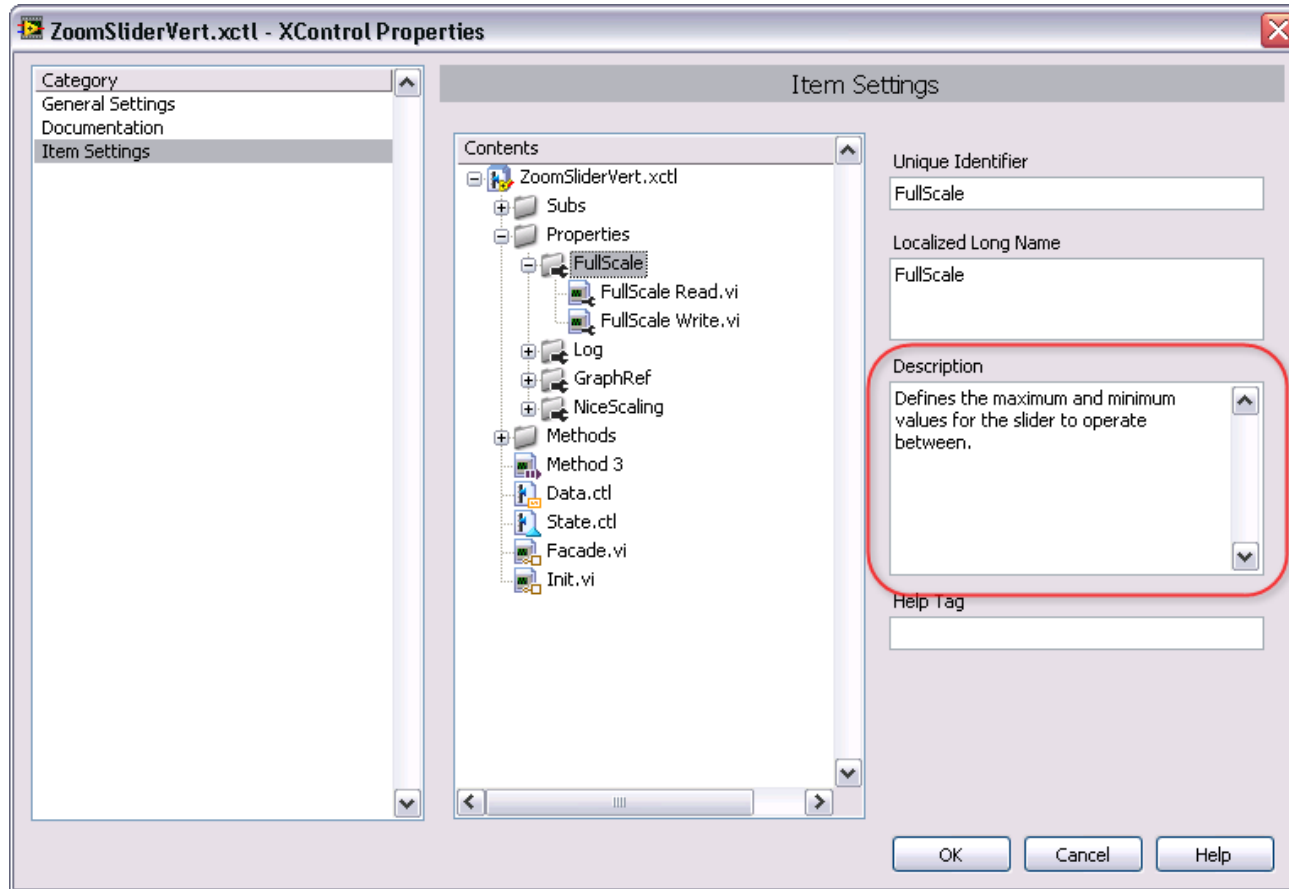 ZoomSliderVert.xctl - XControl Properties
Category
General Settings
Documentation
Item Settings
Item Settings
Contents
ZoomSliderVert.xctl
Subs
Properties
FullScale
FullScale Read.vi
FullScale Write.vi
Log
GraphRef
NiceScaling
Methods
Method 3
Data.ctl
State.ctl
Facade.vi
Init.vi
Unique Identifier
FullScale
Localized Long Name
FullScale
Description
Defines the maximum and minimum
values for the slider to operate
between.
Help Tag
OK
Cancel
Help